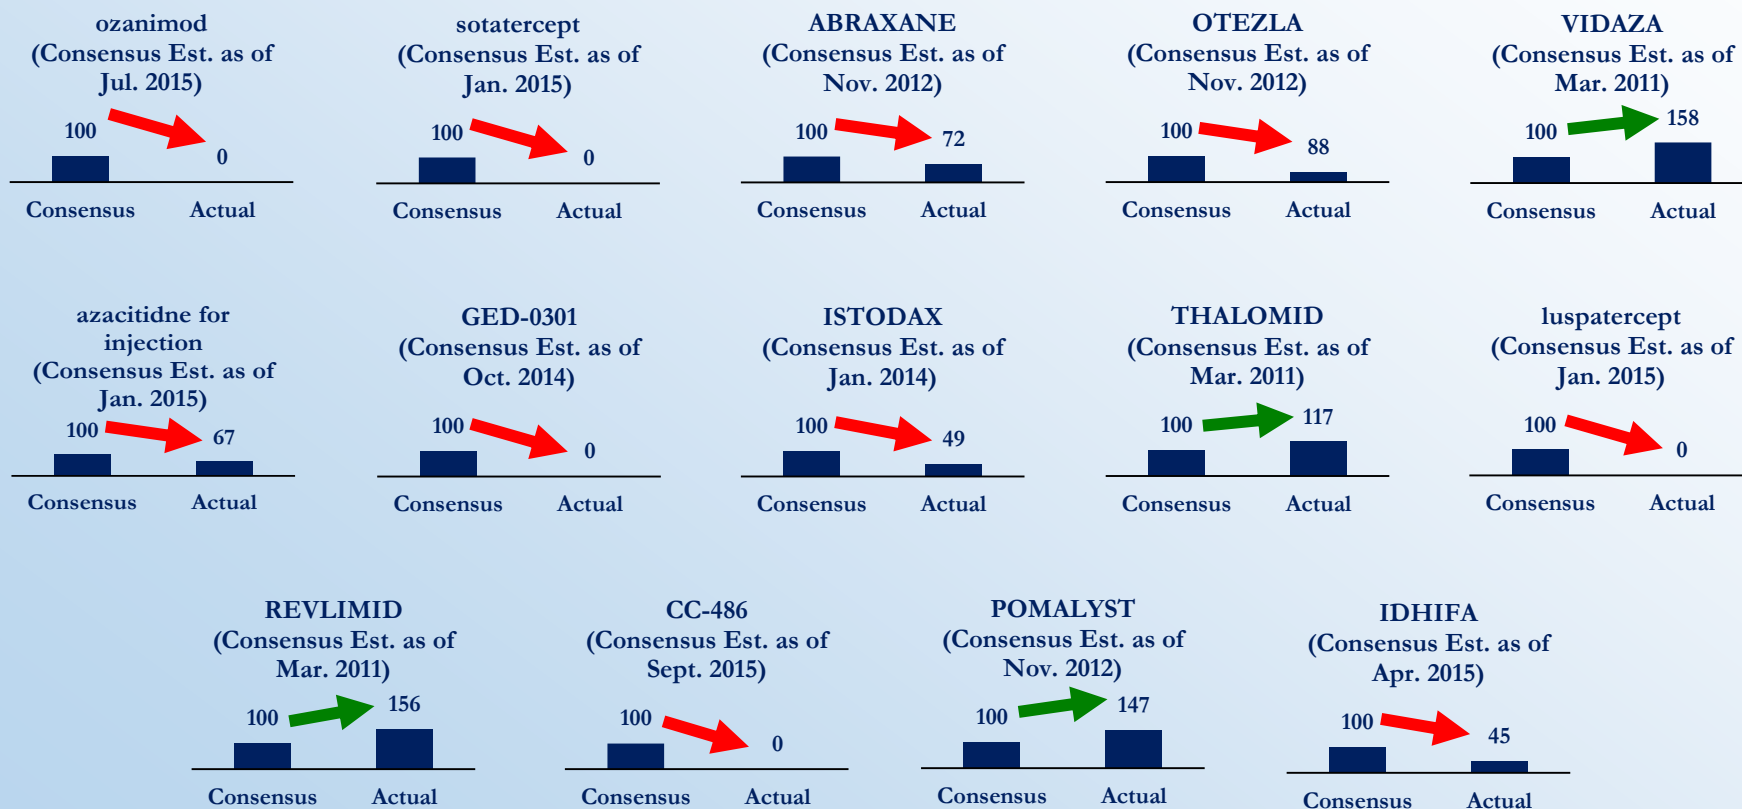 ozanimod
(Consensus Est. as of
Jul. 2015)
100
0
Consensus Actual
sotatercept
(Consensus Est. as of
Jan. 2015)
100
0
Consensus Actual
ABRAXANE
(Consensus Est. as of
Nov. 2012)
100
72
Consensus Actual
OTEZLA
(Consensus Est. as of
Nov. 2012)
100
88
Consensus Actual
VIDAZA
(Consensus Est. as of
Mar. 2011)
100
158
Consensus Actual
azacitidne for
injection
(Consensus Est. as of
Jan. 2015)
100
67
Consensus Actual
GED-0301
(Consensus Est. as of
Oct. 2014)
100
0
Consensus Actual
ISTODAX
(Consensus Est. as of
Jan. 2014)
100
49
Consensus Actual
THALOMID
(Consensus Est. as of
Mar. 2011)
100
117
Consensus Actual
luspatercept
(Consensus Est. as of
Jan. 2015)
100
0
Consensus Actual
REVLIMID
(Consensus Est. as of
Mar. 2011)
100
156
Consensus Actual
CC-486
(Consensus Est. as of
Sept. 2015)
100
0
Consensus Actual
POMALYST
(Consensus Est. as of
Nov. 2012)
100
147
Consensus Actual
IDHIFA
(Consensus Est. as of
Apr. 2015)
100
45
Consensus Actual